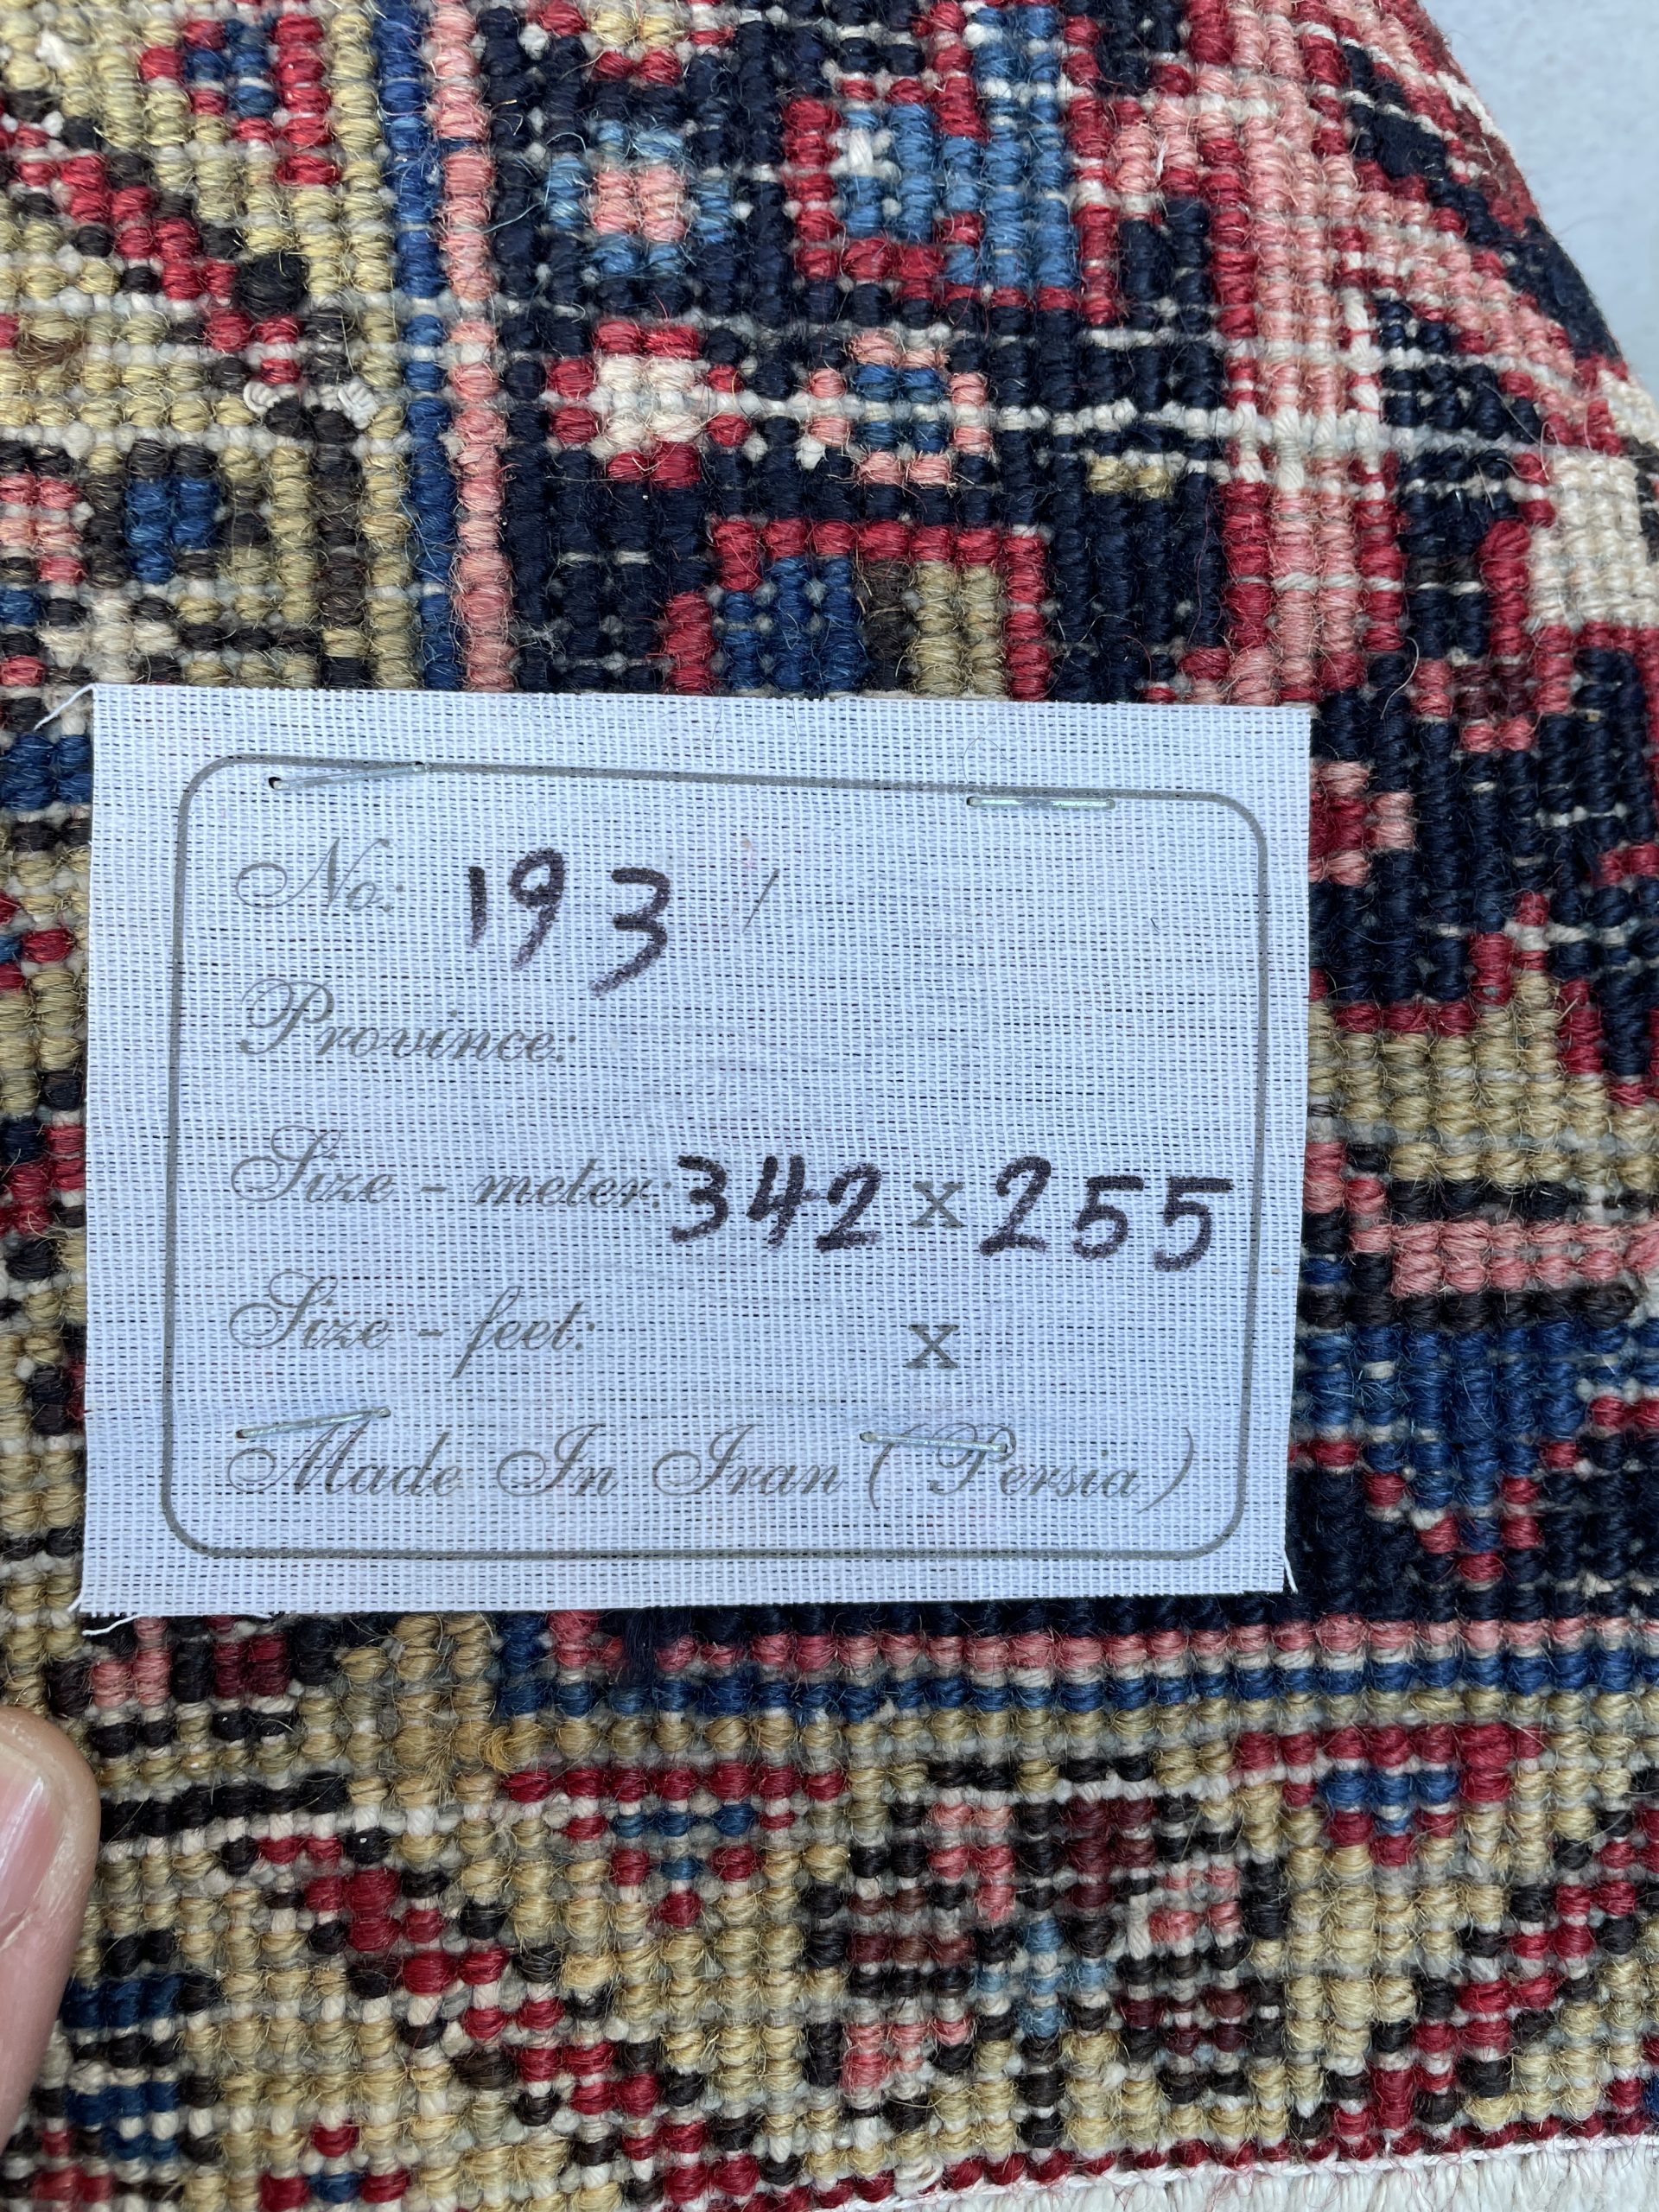 No: 193
Province:
Size - meter: 342 x 255
Size - feet: x
Made In Iran (Persia)